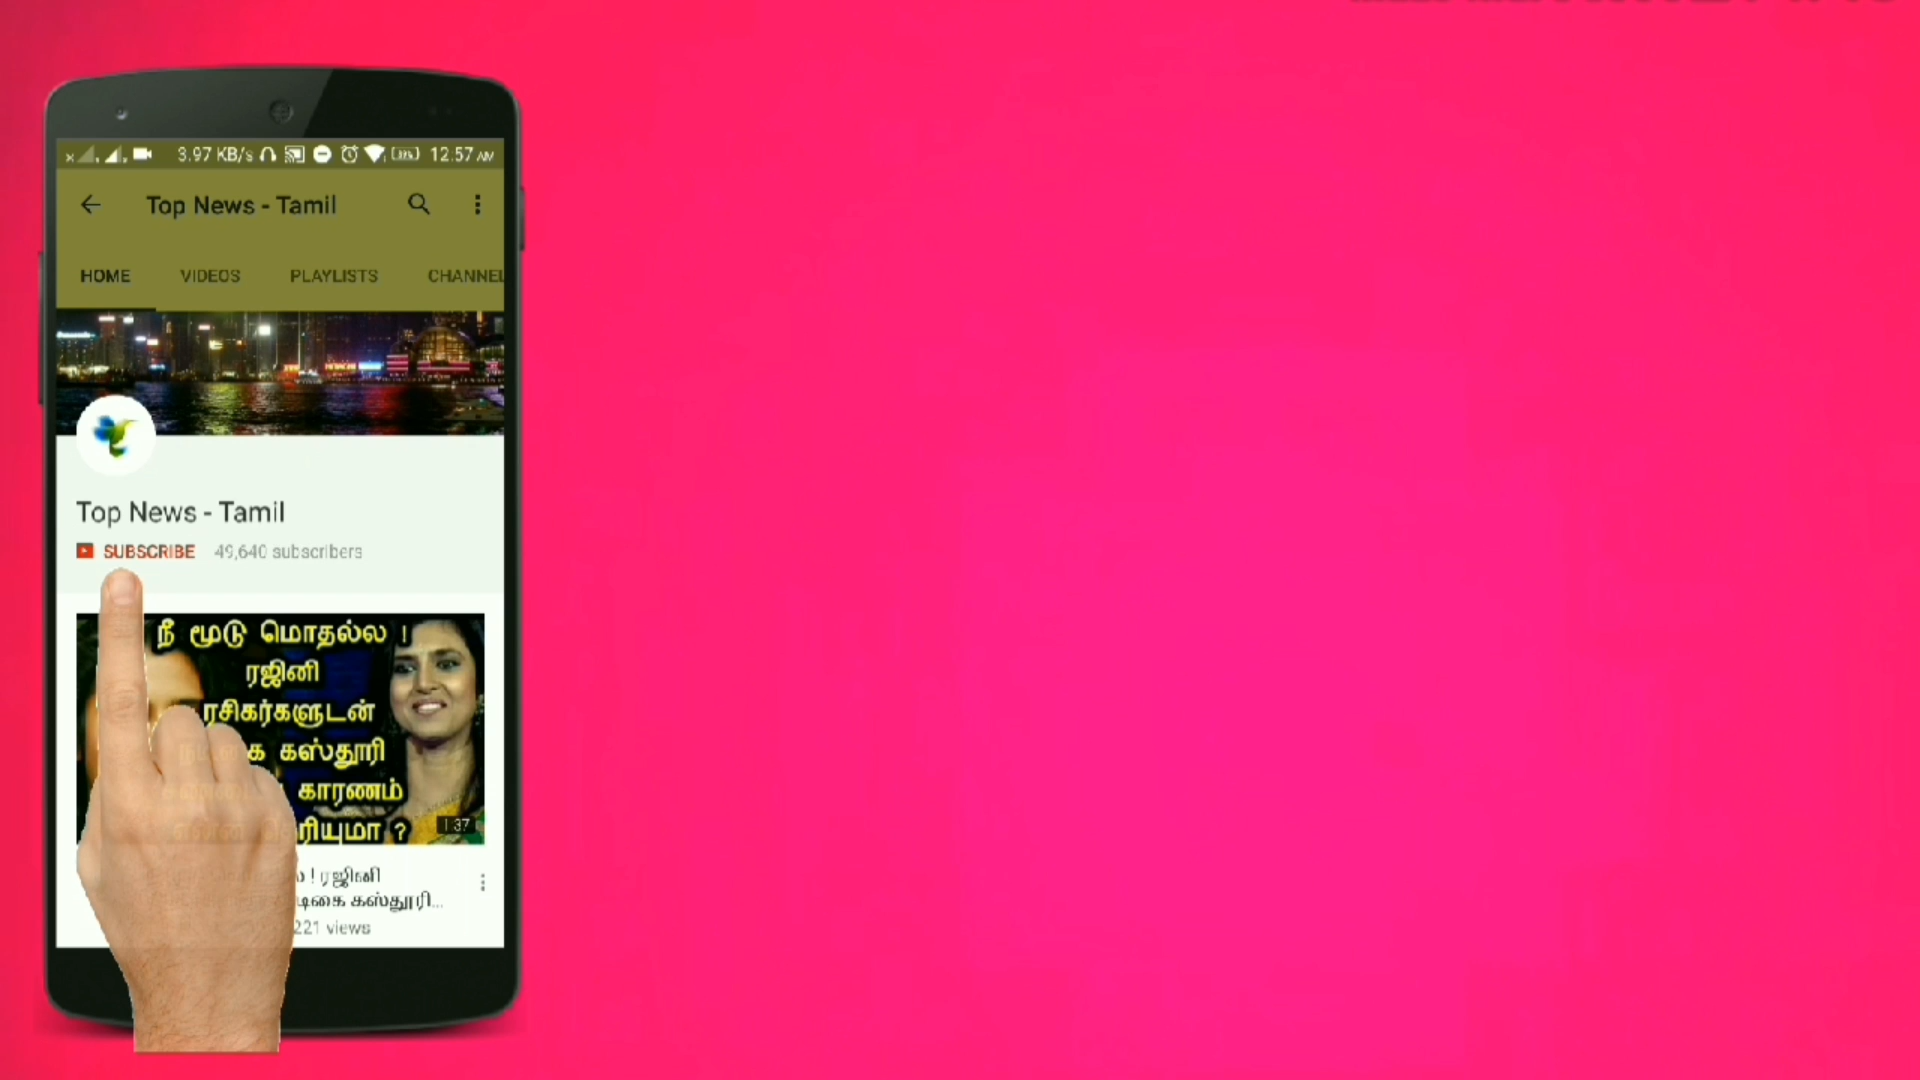 3.97 KB/s 12:57 AM
Top News - Tamil
HOME VIDEOS PLAYLISTS CHANNEL
Top News - Tamil
SUBSCRIBE 49,640 subscribers
நீ மூடு மொதல்ல !
ரஜினி
ரசிகர்களுடன்
கஸ்தூரி
காரணம்
?
1:37
! ரஜினி
கஸ்தூரி...
221 views